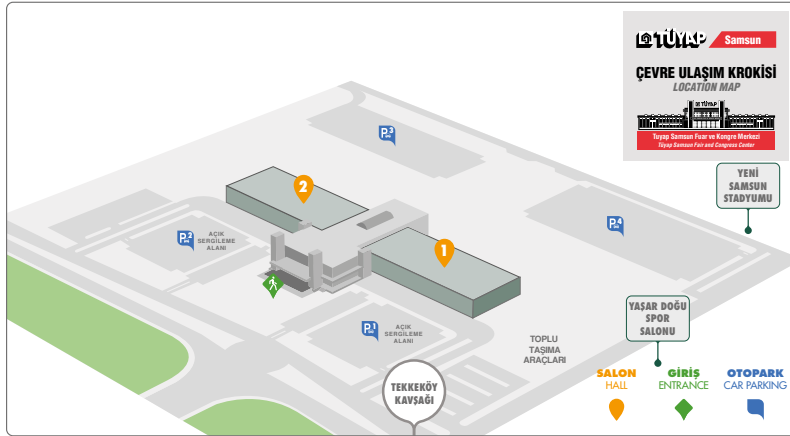 TÜYAP Samsun
ÇEVRE ULAŞIM KROKİSİ
LOCATION MAP
TÜYAP
Tuyap Samsun Fuar ve Kongre Merkezi
Tüyap Samsun Fair and Congress Center
P3
YENİ
SAMSUN
STADYUMU
2
P4
P2
AÇIK
SERGİLEME
ALANI
1
YAŞAR DOĞU
SPOR
SALONU
P1
AÇIK
SERGİLEME
ALANI
TOPLU
TAŞIMA
ARAÇLARI
TEKKEKÖY
KAVŞAĞI
SALON
HALL
GİRİŞ
ENTRANCE
OTOPARK
CAR PARKING